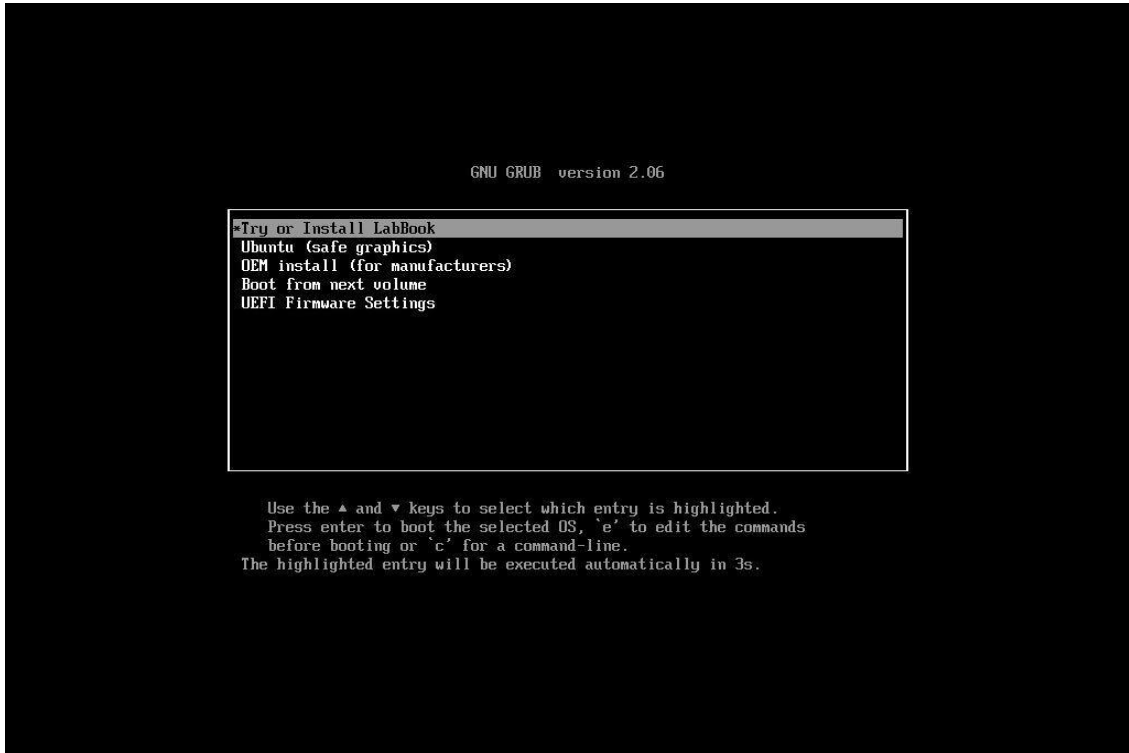 GNU GRUB version 2.06
*Try or Install LabBook
Ubuntu (safe graphics)
OEM install (for manufacturers)
Boot from next volume
UEFI Firmware Settings
Use the ▲ and ▼ keys to select which entry is highlighted.
Press enter to boot the selected OS, `e' to edit the commands
before booting or `c' for a command-line.
The highlighted entry will be executed automatically in 3s.